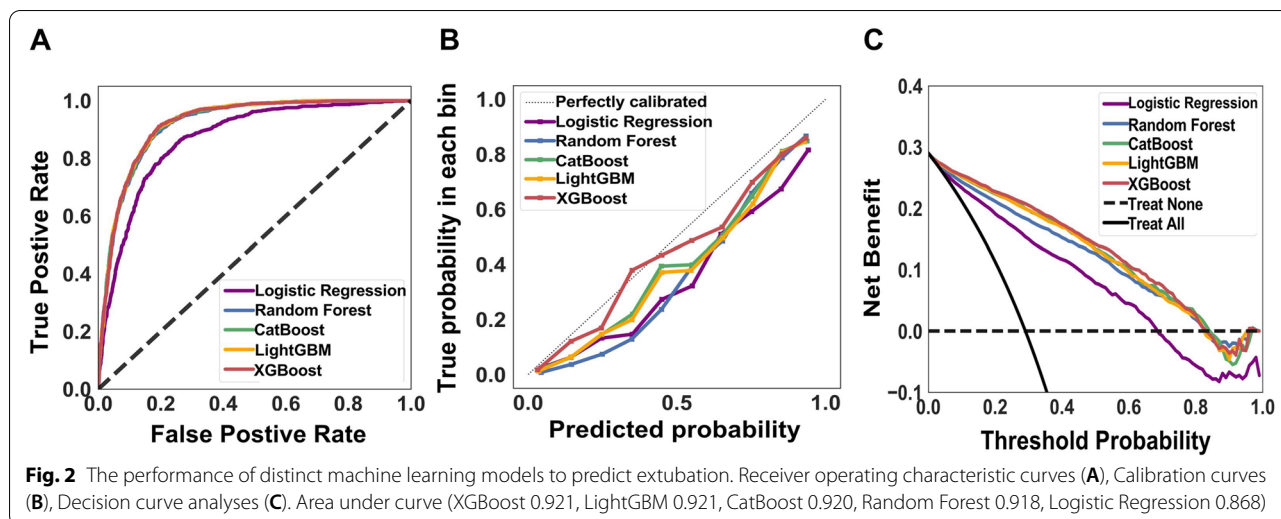 A
True Postive Rate
1.0
0.8
0.6
0.4
0.2
0.0
Logistic Regression
Random Forest
CatBoost
LightGBM
XGBoost
0.0 0.2 0.4 0.6 0.8 1.0
False Postive Rate
B
True probability in each bin
1.0
0.8
0.6
0.4
0.2
0.0
Perfectly calibrated
Logistic Regression
Random Forest
CatBoost
LightGBM
XGBoost
0.0 0.5 1.0
Predicted probability
C
Net Benefit
0.4
0.3
0.2
0.1
0.0
−0.1
Logistic Regression
Random Forest
CatBoost
LightGBM
XGBoost
Treat None
Treat All
0.0 0.2 0.4 0.6 0.8 1.0
Threshold Probability
Fig. 2 The performance of distinct machine learning models to predict extubation. Receiver operating characteristic curves (A), Calibration curves
(B), Decision curve analyses (C). Area under curve (XGBoost 0.921, LightGBM 0.921, CatBoost 0.920, Random Forest 0.918, Logistic Regression 0.868)